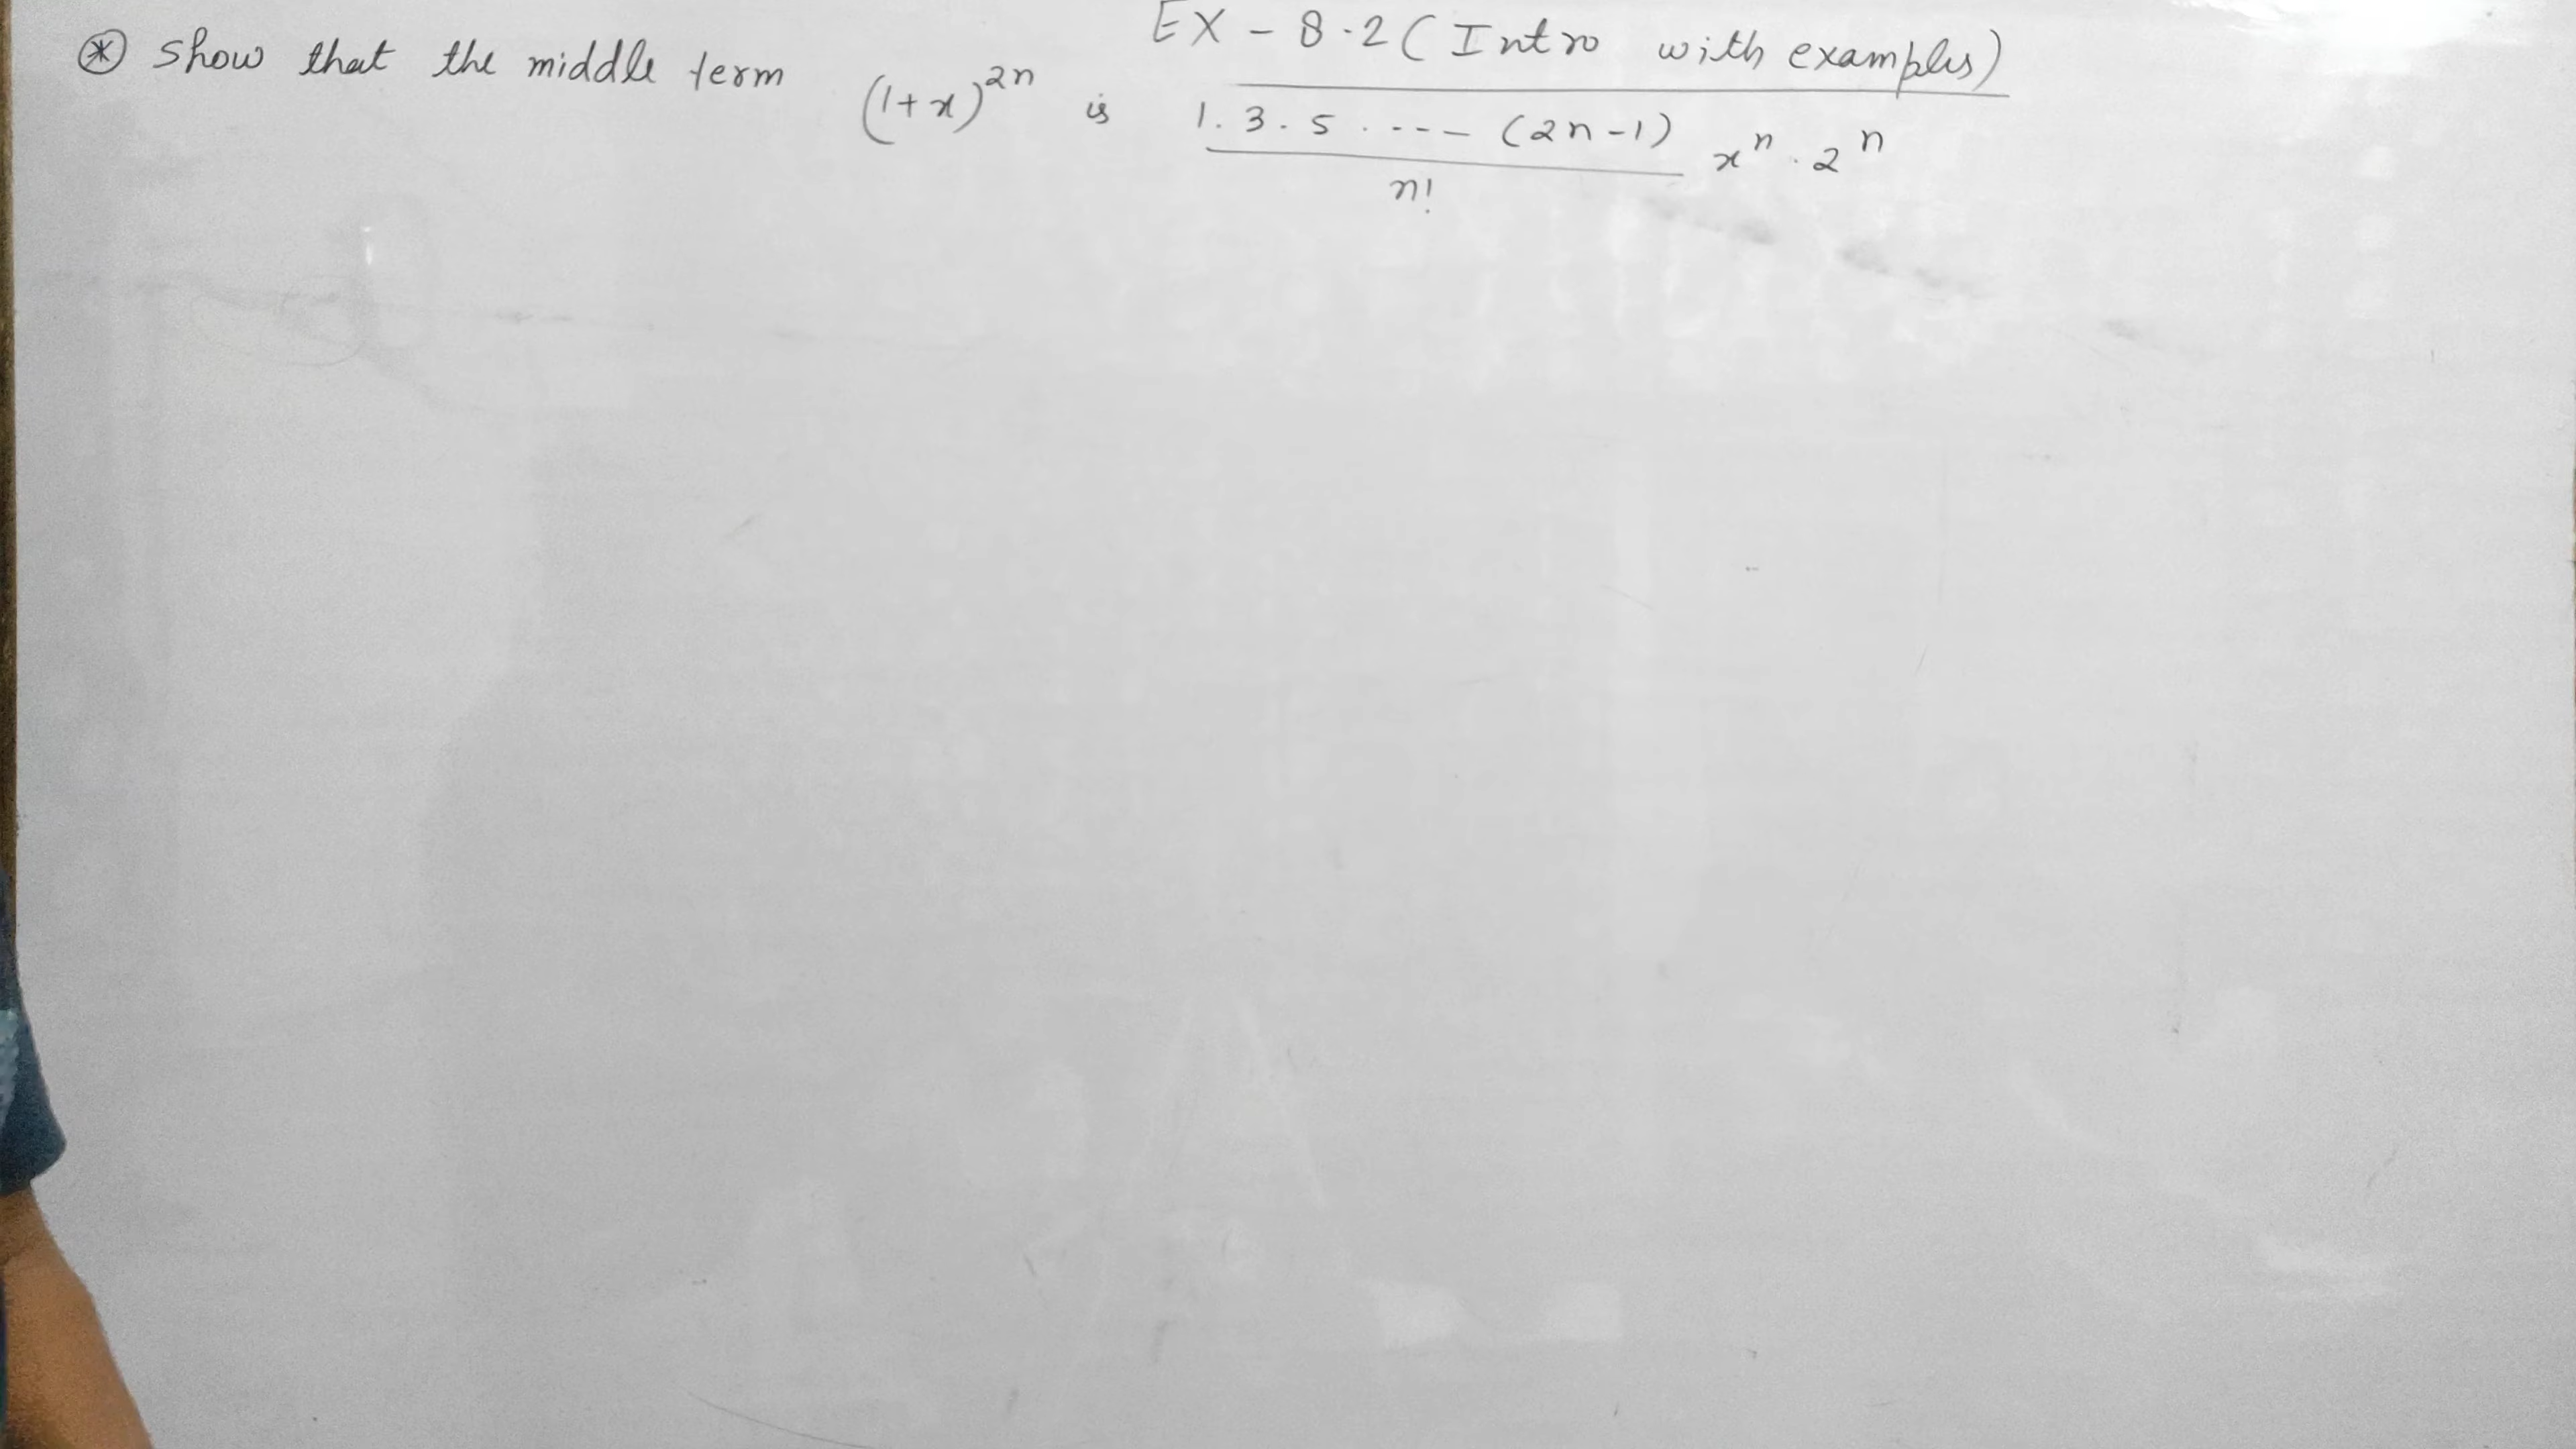 EX - 8.2 (Intro with examples)
* show that the middle term (1+x)^2n is 1.3.5. ---- (2n-1) / n! x^n . 2^n